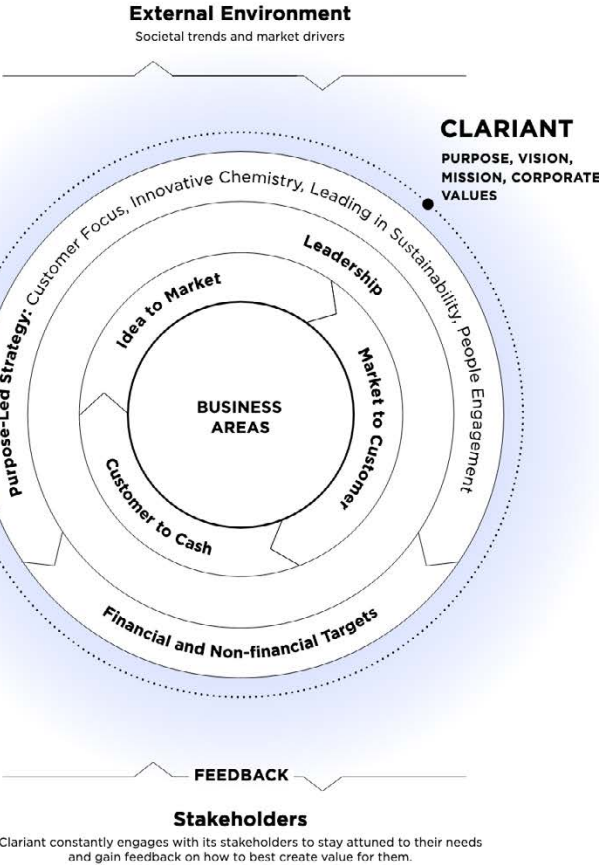 External Environment
Societal trends and market drivers
CLARIANT
PURPOSE, VISION,
MISSION, CORPORATE
VALUES
Purpose-Led Strategy: Customer Focus, Innovative Chemistry, Leading in Sustainability, People Engagement
Leadership
Idea to Market
Market to Customer
Customer to Cash
BUSINESS
AREAS
Financial and Non-financial Targets
FEEDBACK
Stakeholders
Clariant constantly engages with its stakeholders to stay attuned to their needs
and gain feedback on how to best create value for them.